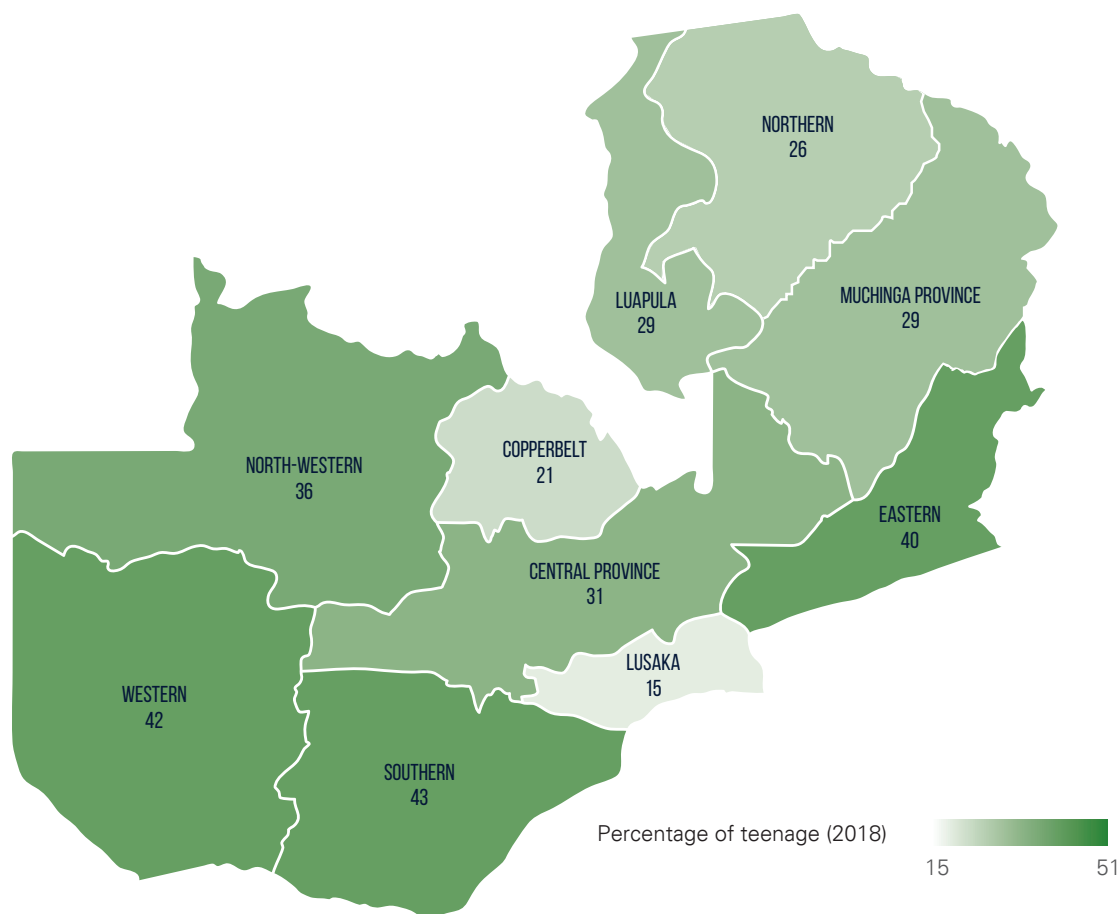 NORTHERN
26
LUAPULA
29
MUCHINGA PROVINCE
29
NORTH-WESTERN
36
COPPERBELT
21
EASTERN
40
CENTRAL PROVINCE
31
LUSAKA
15
WESTERN
42
SOUTHERN
43
Percentage of teenage (2018)
15 51